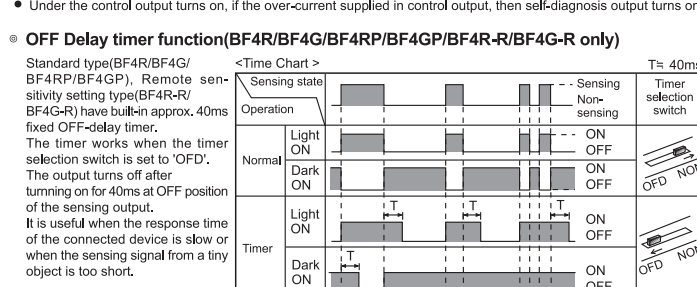 ● Under the control output turns on, if the over-current supplied in control output, then self-diagnosis output turns
◎ OFF Delay timer function(BF4R/BF4G/BF4RP/BF4GP/BF4R-R/BF4G-R only)
Standard type(BF4R/BF4G/
BF4RP/BF4GP), Remote sen-
sitivity setting type(BF4R-R/
BF4G-R) have built-in approx. 40ms
fixed OFF-delay timer.
The timer works when the timer
selection switch is set to 'OFD'.
The output turns off after
turnning on for 40ms at OFF position
of the sensing output.
It is useful when the response time
of the connected device is slow or
when the sensing signal from a tiny
object is too short.
<Time Chart >
T≒ 40ms
Sensing state
Operation
Sensing
Non-
sensing
Timer
selection
switch
Normal
Light
ON
ON
OFF
Dark
ON
ON
OFF
OFD NON
Timer
Light
ON
T T T
ON
OFF
Dark
ON
T
ON
OFF
OFD NON